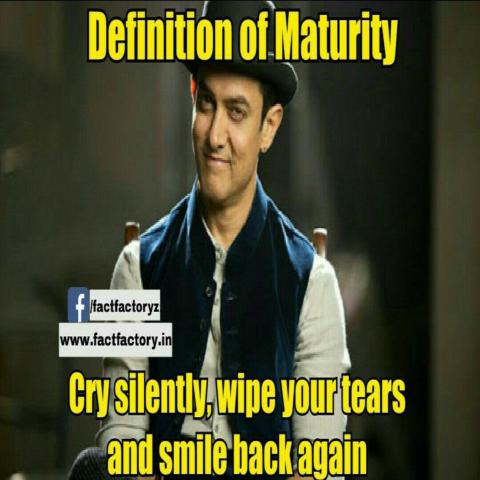 Definition of Maturity
f /factfactoryz
www.factfactory.in
Cry silently, wipe your tears
and smile back again